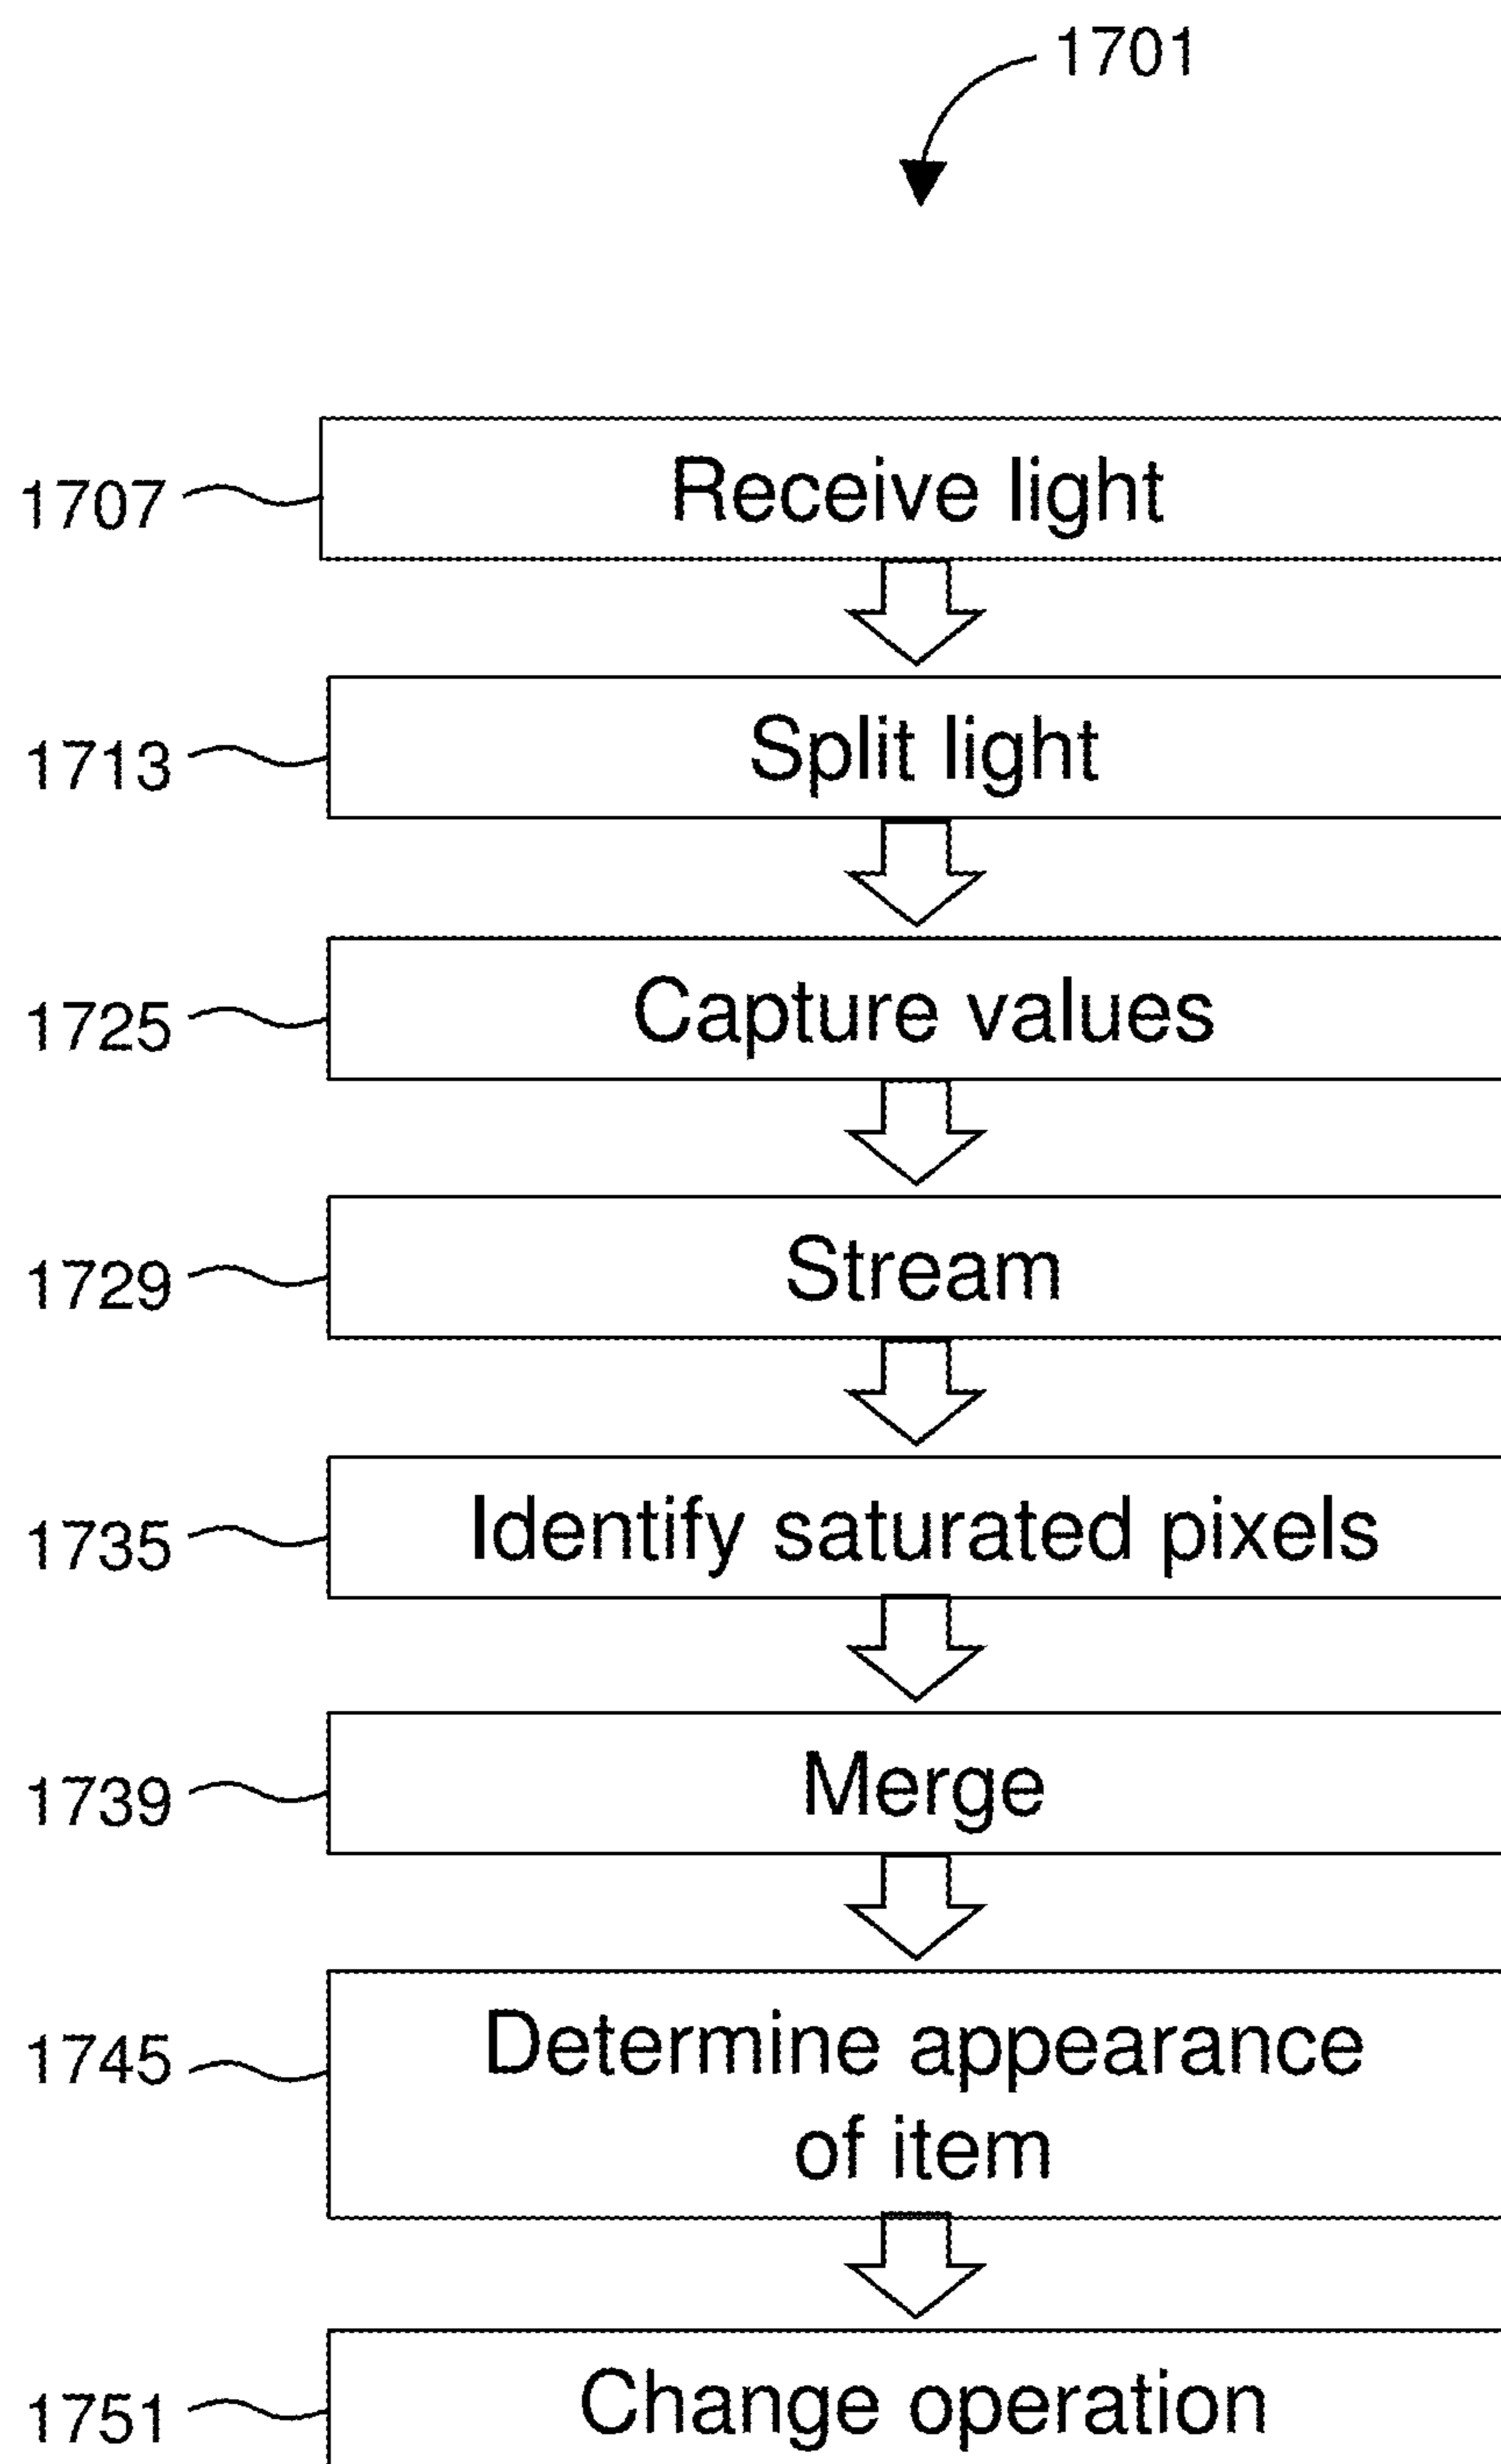 1701
1707
Receive light
1713
Split light
1725
Capture values
1729
Stream
1735
Identify saturated pixels
1739
Merge
1745
Determine appearance
of item
1751
Change operation